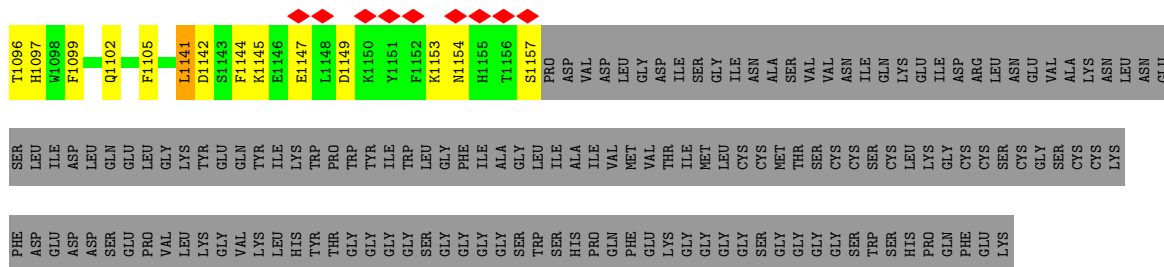 T1096 H1097 W1098 F1099 Q1102 F1105 L1141 D1142 S1143 F1144 K1145 E1146 E1147 L1148 D1149 K1150 Y1151 F1152 K1153 N1154 H1155 T1156 S1157 PRO ASP VAL ASP LEU GLY ASP ILE SER GLY ILE ASN ALA SER VAL VAL ASN ILE GLN LYS GLU ILE ASP ARG LEU ASN GLU VAL ALA LYS ASN LEU ASN GLU
SER LEU ILE ASP LEU GLN GLU LEU GLY LYS TYR GLU GLN TYR ILE LYS TRP PRO TRP TYR ILE TRP LEU GLY PHE ILE ALA GLY LEU ILE ALA ILE VAL MET VAL THR ILE MET LEU CYS CYS MET THR SER CYS CYS SER CYS LEU LYS GLY CYS CYS SER CYS GLY SER CYS CYS LYS
PHE ASP GLU ASP ASP SER GLU PRO VAL LEU LYS GLY VAL LYS LEU HIS TYR THR GLY GLY GLY GLY SER GLY GLY GLY GLY SER TRP SER HIS PRO GLN PHE GLU LYS GLY GLY GLY GLY SER GLY GLY GLY GLY SER TRP SER HIS PRO GLN PHE GLU LYS